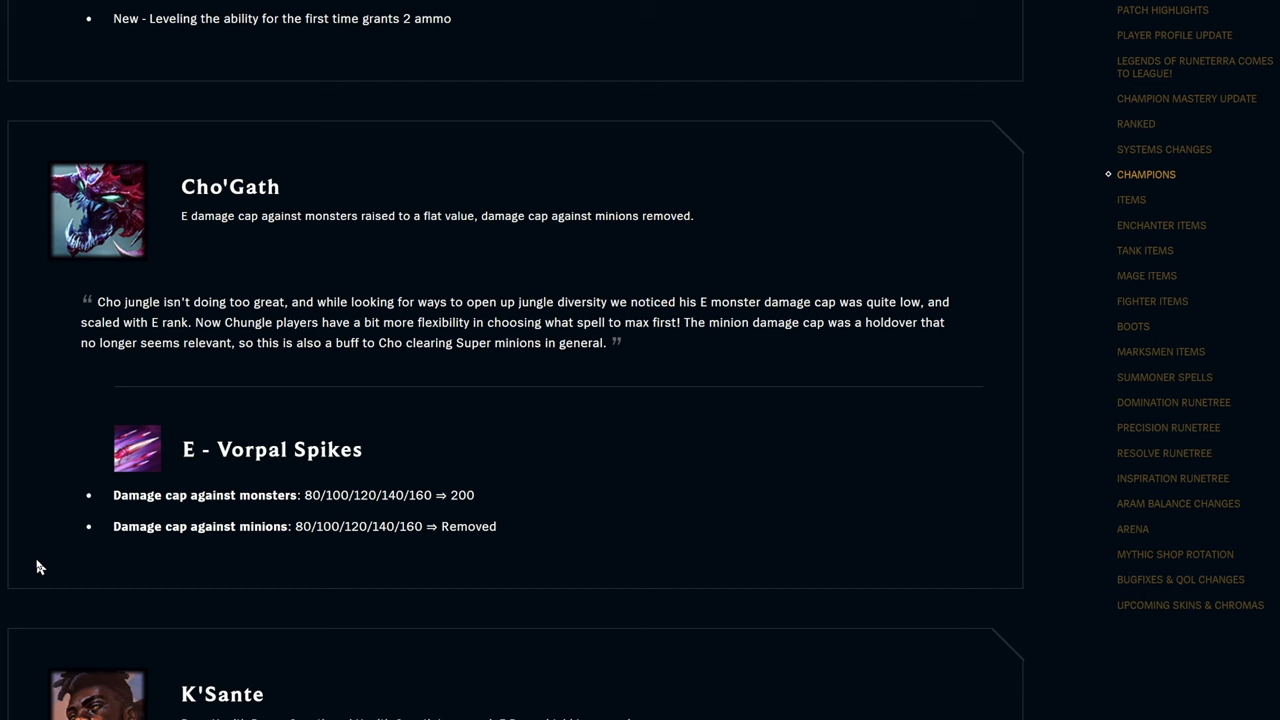 New - Leveling the ability for the first time grants 2 ammo
Cho'Gath
E damage cap against monsters raised to a flat value, damage cap against minions removed.
“ Cho jungle isn't doing too great, and while looking for ways to open up jungle diversity we noticed his E monster damage cap was quite low, and
scaled with E rank. Now Chungle players have a bit more flexibility in choosing what spell to max first! The minion damage cap was a holdover that
no longer seems relevant, so this is also a buff to Cho clearing Super minions in general. ”
E - Vorpal Spikes
Damage cap against monsters: 80/100/120/140/160 ⇒ 200
Damage cap against minions: 80/100/120/140/160 ⇒ Removed
K'Sante
PATCH HIGHLIGHTS
PLAYER PROFILE UPDATE
LEGENDS OF RUNETERRA COMES
TO LEAGUE!
CHAMPION MASTERY UPDATE
RANKED
SYSTEMS CHANGES
CHAMPIONS
ITEMS
ENCHANTER ITEMS
TANK ITEMS
MAGE ITEMS
FIGHTER ITEMS
BOOTS
MARKSMEN ITEMS
SUMMONER SPELLS
DOMINATION RUNETREE
PRECISION RUNETREE
RESOLVE RUNETREE
INSPIRATION RUNETREE
ARAM BALANCE CHANGES
ARENA
MYTHIC SHOP ROTATION
BUGFIXES & QOL CHANGES
UPCOMING SKINS & CHROMAS